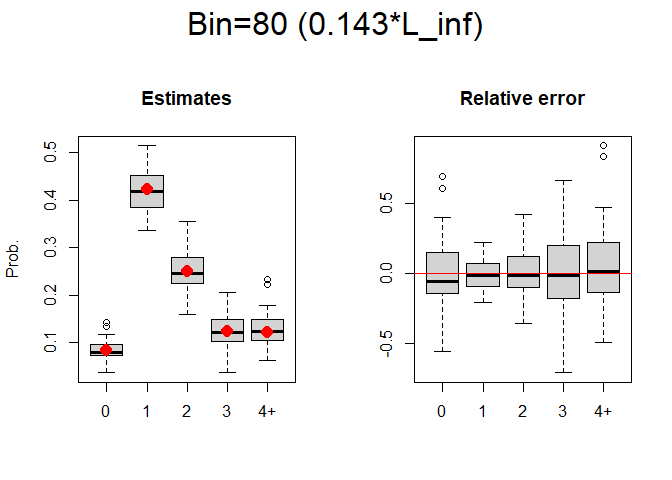 Bin=80 (0.143*L_inf)
Estimates
Relative error
Prob.
0.5
0.4
0.3
0.2
0.1
0 1 2 3 4+
0.5
0.0
-0.5
0 1 2 3 4+